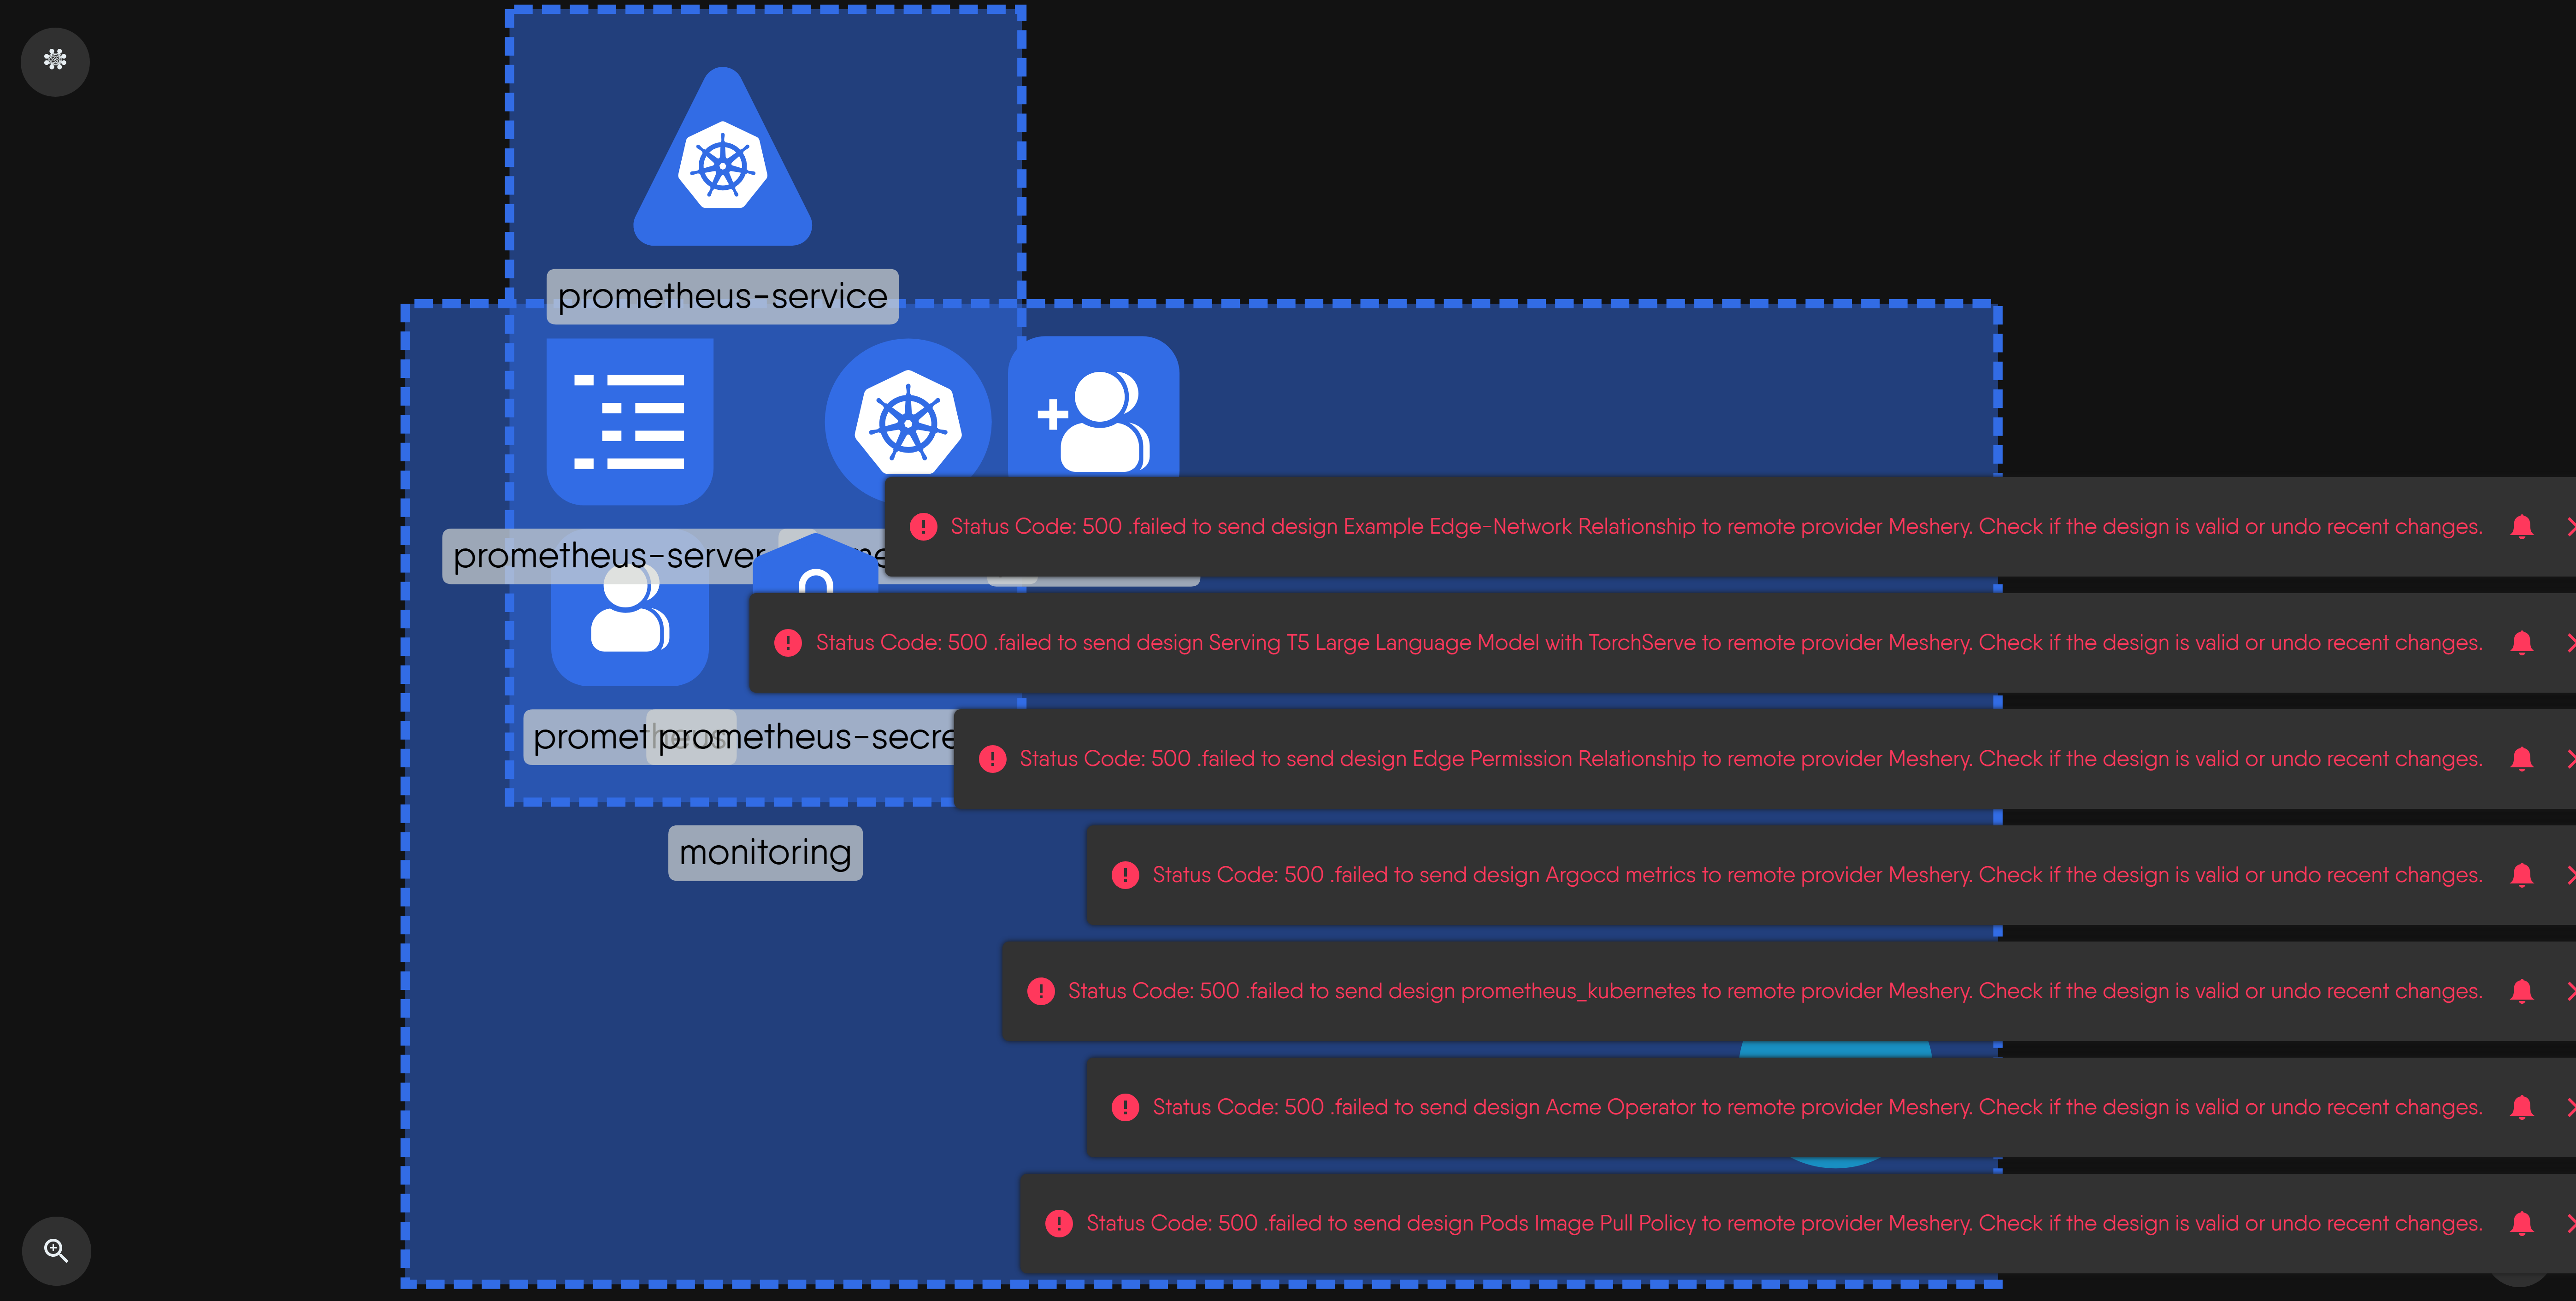 prometheus-service
prometheus-server
Status Code: 500 .failed to send design Example Edge-Network Relationship to remote provider Meshery. Check if the design is valid or undo recent changes.
Status Code: 500 .failed to send design Serving T5 Large Language Model with TorchServe to remote provider Meshery. Check if the design is valid or undo recent changes.
prometheus
prometheus-secre
Status Code: 500 .failed to send design Edge Permission Relationship to remote provider Meshery. Check if the design is valid or undo recent changes.
monitoring
Status Code: 500 .failed to send design Argocd metrics to remote provider Meshery. Check if the design is valid or undo recent changes.
Status Code: 500 .failed to send design prometheus_kubernetes to remote provider Meshery. Check if the design is valid or undo recent changes.
Status Code: 500 .failed to send design Acme Operator to remote provider Meshery. Check if the design is valid or undo recent changes.
Status Code: 500 .failed to send design Pods Image Pull Policy to remote provider Meshery. Check if the design is valid or undo recent changes.